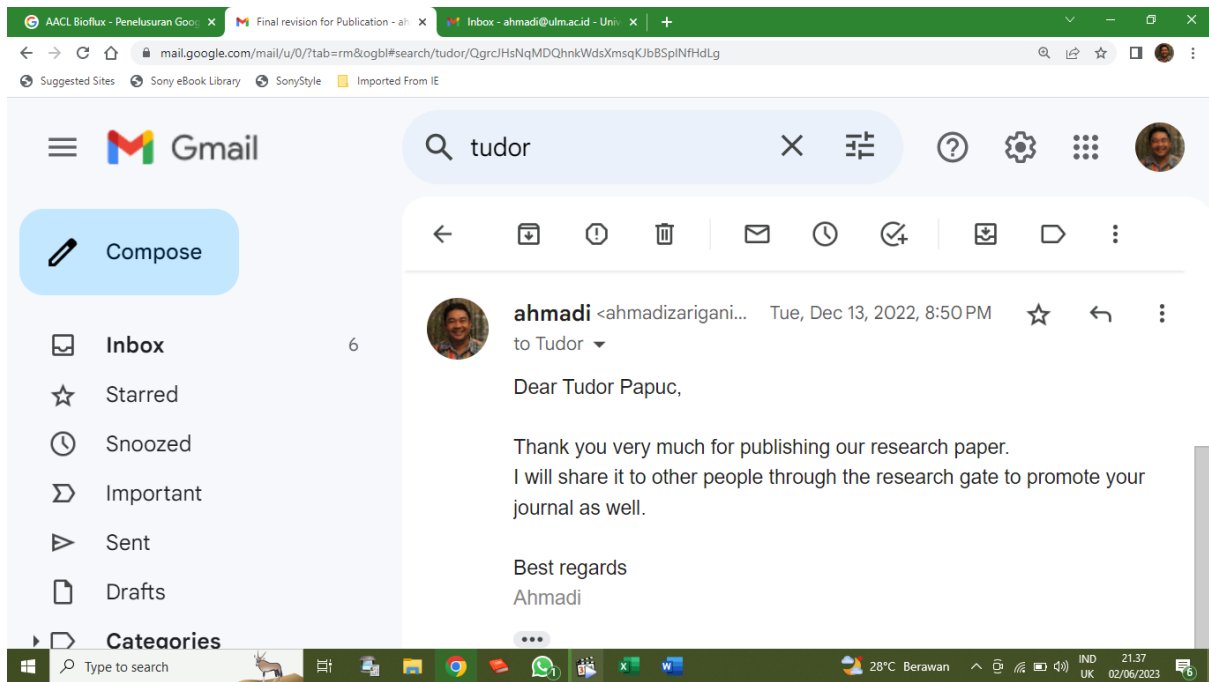 AACL Bioflux - Penelusuran Goog
Final revision for Publication - ah
Inbox - ahmadi@ulm.ac.id - Univ
mail.google.com/mail/u/0/?tab=rm&ogbl#search/tudor/QgrcJHsNqMDQhnkWdsXmsqKJbBSplNfHdLg
Suggested Sites Sony eBook Library SonyStyle Imported From IE
Gmail
tudor
Compose
Inbox 6
Starred
Snoozed
Important
Sent
Drafts
Categories
ahmadi <ahmadizarigani... Tue, Dec 13, 2022, 8:50 PM
to Tudor
Dear Tudor Papuc,
Thank you very much for publishing our research paper.
I will share it to other people through the research gate to promote your
journal as well.
Best regards
Ahmadi
Type to search
28°C Berawan
IND
UK
21.37
02/06/2023
6